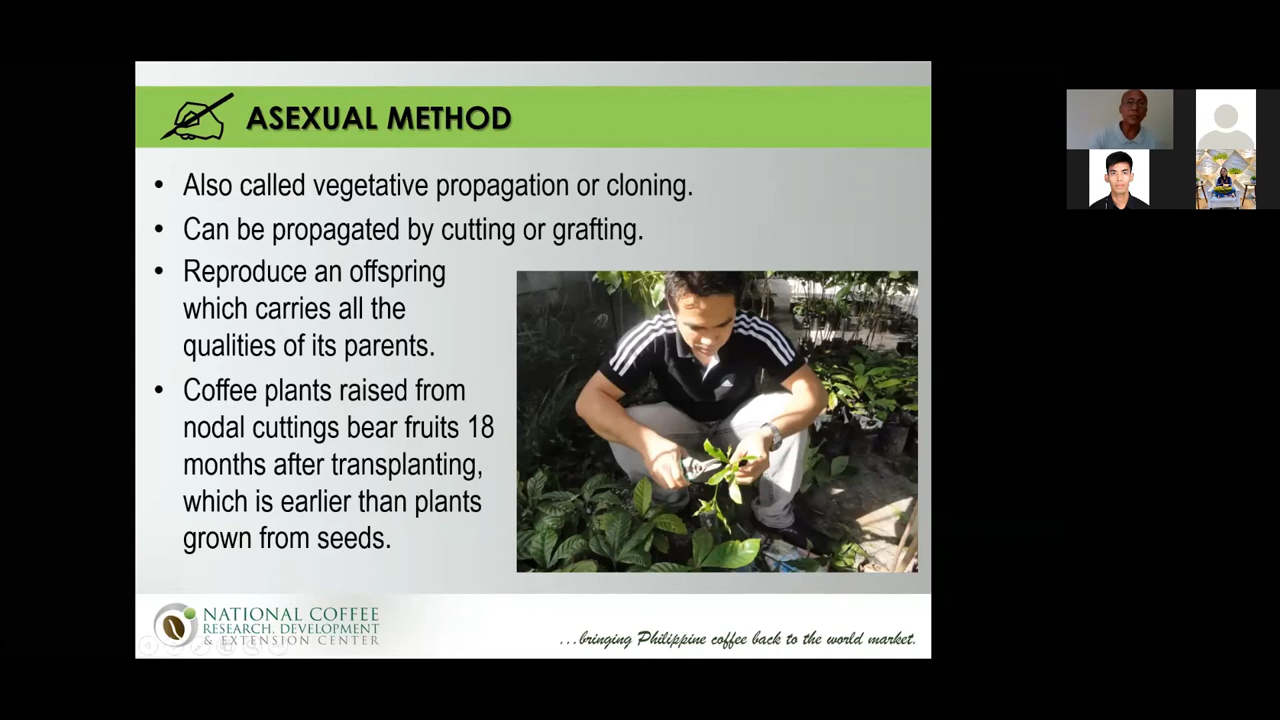 ASEXUAL METHOD
• Also called vegetative propagation or cloning.
• Can be propagated by cutting or grafting.
• Reproduce an offspring
which carries all the
qualities of its parents.
• Coffee plants raised from
nodal cuttings bear fruits 18
months after transplanting,
which is earlier than plants
grown from seeds.
NATIONAL COFFEE
RESEARCH, DEVELOPMENT
& EXTENSION CENTER
...bringing Philippine coffee back to the world market.